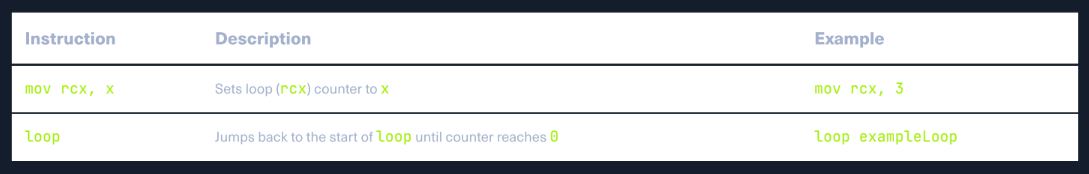 Instruction Description Example
mov rcx, x Sets loop (rcx) counter to x mov rcx, 3
loop Jumps back to the start of loop until counter reaches 0 loop exampleLoop